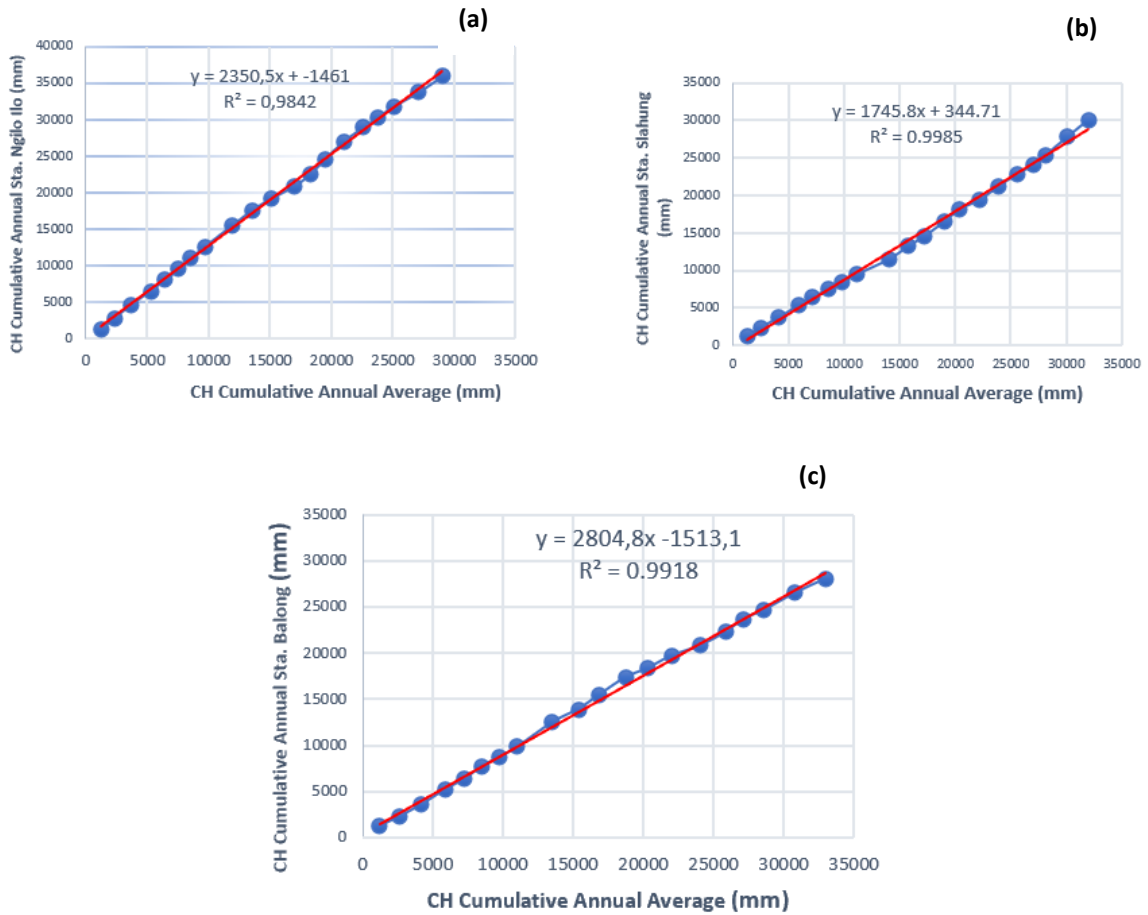 (a)
CH Cumulative Annual Sta. Ngilo Ilo (mm)
40000
35000
30000
25000
20000
15000
10000
5000
0
y = 2350,5x + -1461
R² = 0,9842
0 5000 10000 15000 20000 25000 30000 35000
CH Cumulative Annual Average (mm)
(b)
CH Cumulative Annual Sta. Slahung
(mm)
35000
30000
25000
20000
15000
10000
5000
0
y = 1745.8x + 344.71
R² = 0.9985
0 5000 10000 15000 20000 25000 30000 35000
CH Cumulative Annual Average (mm)
(c)
CH Cumulative Annual Sta. Balong (mm)
35000
30000
25000
20000
15000
10000
5000
0
y = 2804,8x -1513,1
R² = 0.9918
0 5000 10000 15000 20000 25000 30000 35000
CH Cumulative Annual Average (mm)